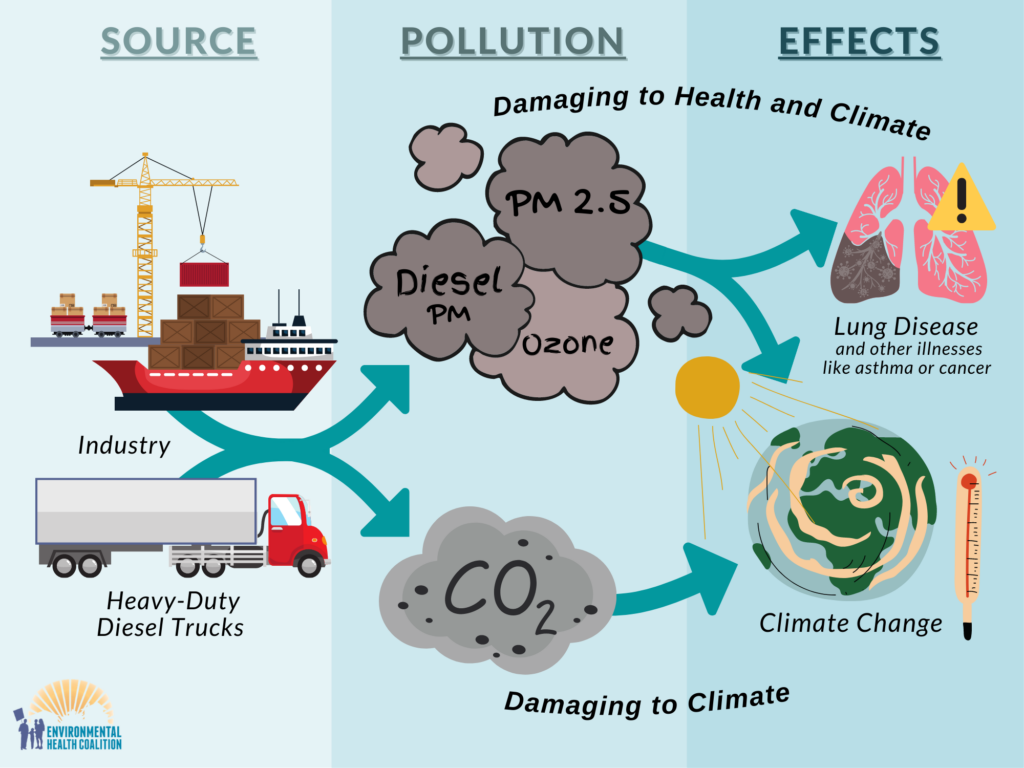 SOURCE
POLLUTION
EFFECTS
Damaging to Health and Climate
PM 2.5
Diesel
PM
Ozone
Lung Disease
and other illnesses
like asthma or cancer
Industry
Heavy-Duty
Diesel Trucks
CO2
Climate Change
Damaging to Climate
ENVIRONMENTAL
HEALTH COALITION